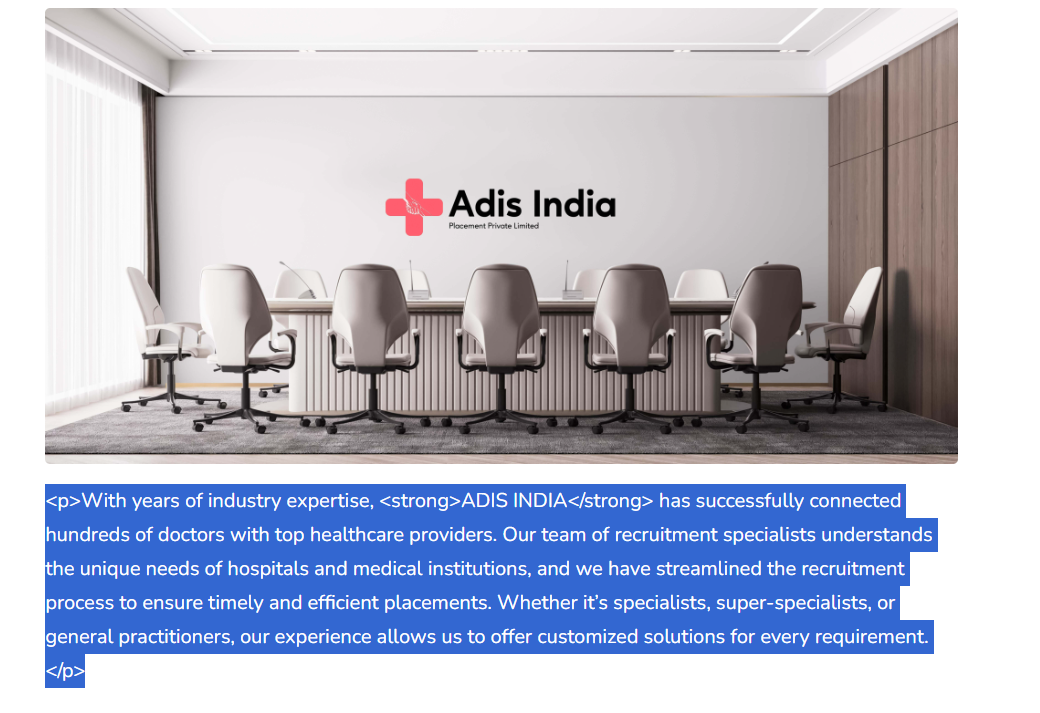 Adis India
Placement Private Limited
<p>With years of industry expertise, <strong>ADIS INDIA</strong> has successfully connected
hundreds of doctors with top healthcare providers. Our team of recruitment specialists understands
the unique needs of hospitals and medical institutions, and we have streamlined the recruitment
process to ensure timely and efficient placements. Whether it’s specialists, super-specialists, or
general practitioners, our experience allows us to offer customized solutions for every requirement.
</p>